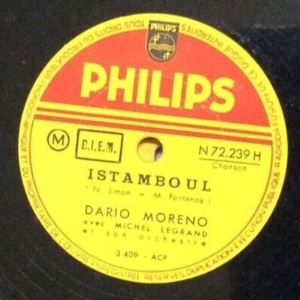 PHILIPS
M
B.I.E.M.
N 72.239 H
Chanson
ISTAMBOUL
( N. Simon - M. Fontenoy )
DARIO MORENO
avec MICHEL LEGRAND
et son orchestre
3 409 - ACP